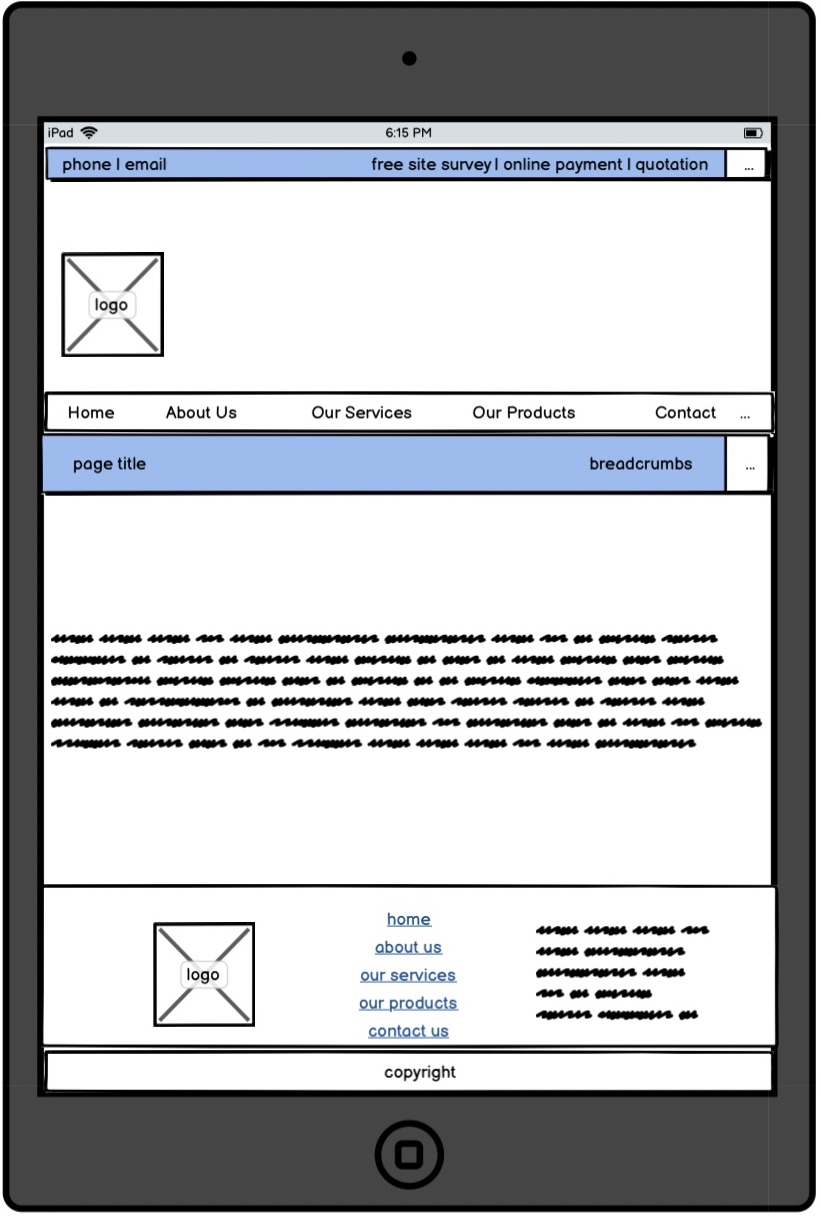 iPad 6:15 PM
phone | email free site survey | online payment | quotation ...
logo
Home About Us Our Services Our Products Contact ...
page title breadcrumbs ...
home
about us
logo
our services
our products
contact us
copyright